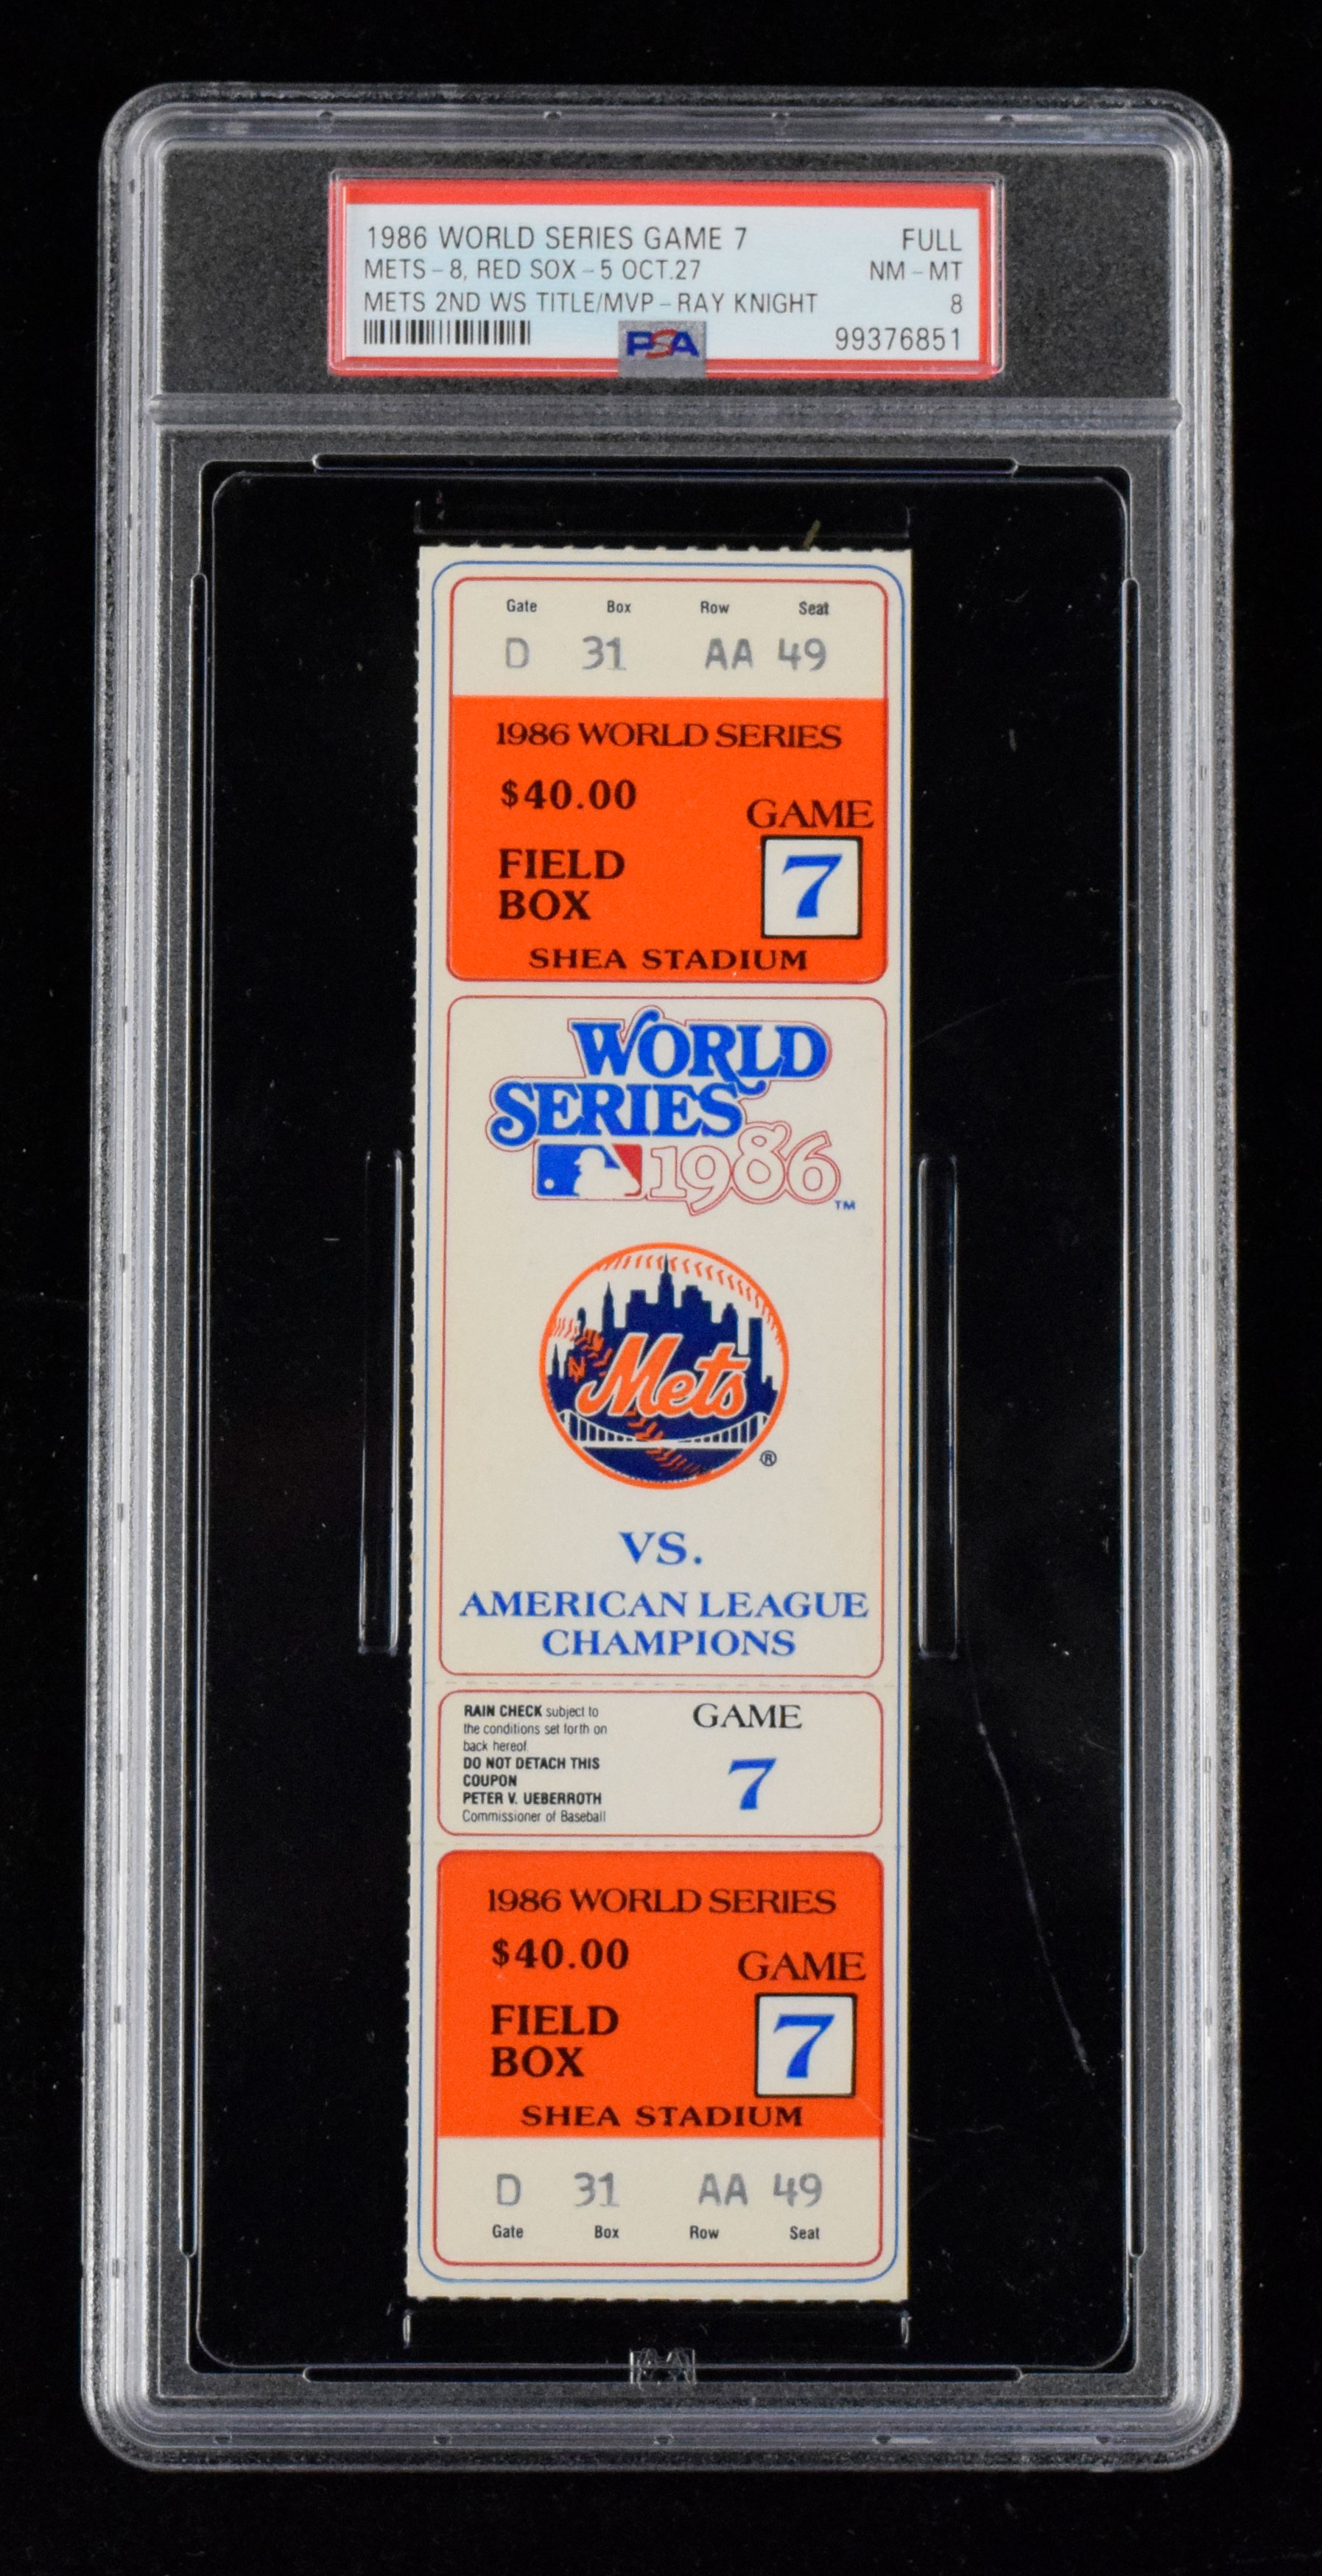 1986 WORLD SERIES GAME 7 FULL
METS-8, RED SOX-5 OCT.27 NM-MT
METS 2ND WS TITLE/MVP-RAY KNIGHT 8
PSA 99376851
Gate Box Row Seat
D 31 AA 49
1986 WORLD SERIES
$40.00
GAME
FIELD
BOX
7
SHEA STADIUM
WORLD
SERIES
1986
TM
NY
Mets
®
VS.
AMERICAN LEAGUE
CHAMPIONS
RAIN CHECK subject to
the conditions set forth on
back hereof.
DO NOT DETACH THIS
COUPON
PETER V. UEBERROTH
Commissioner of Baseball
GAME
7
1986 WORLD SERIES
$40.00
GAME
FIELD
BOX
7
SHEA STADIUM
D 31 AA 49
Gate Box Row Seat